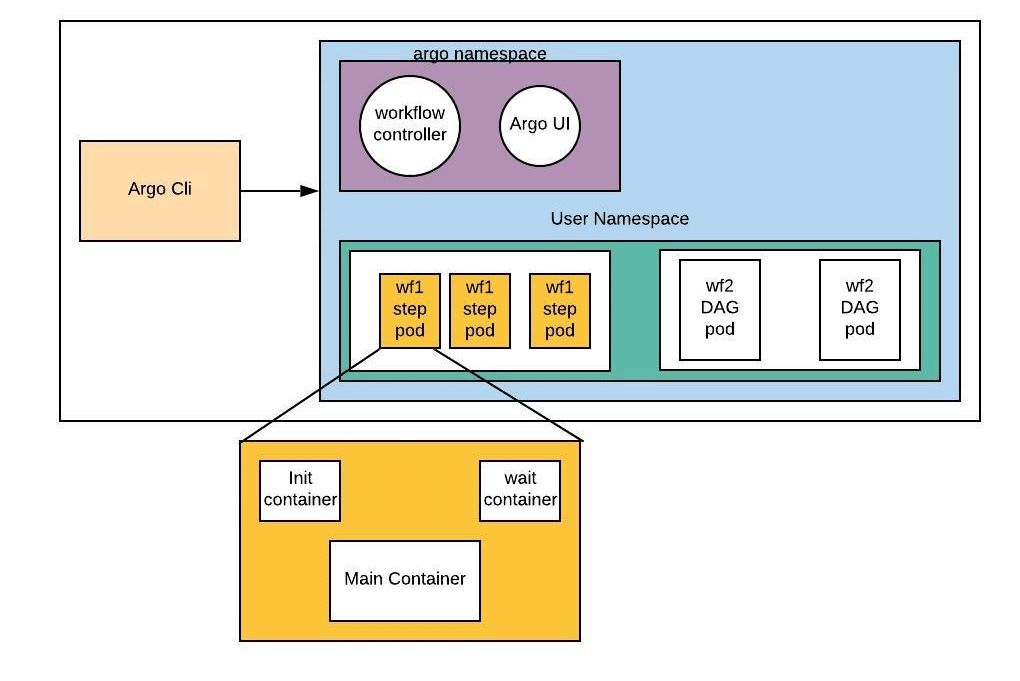 argo namespace
workflow
controller
Argo UI
Argo Cli
User Namespace
wf1
step
pod
wf1
step
pod
wf1
step
pod
wf2
DAG
pod
wf2
DAG
pod
Init
container
wait
container
Main Container